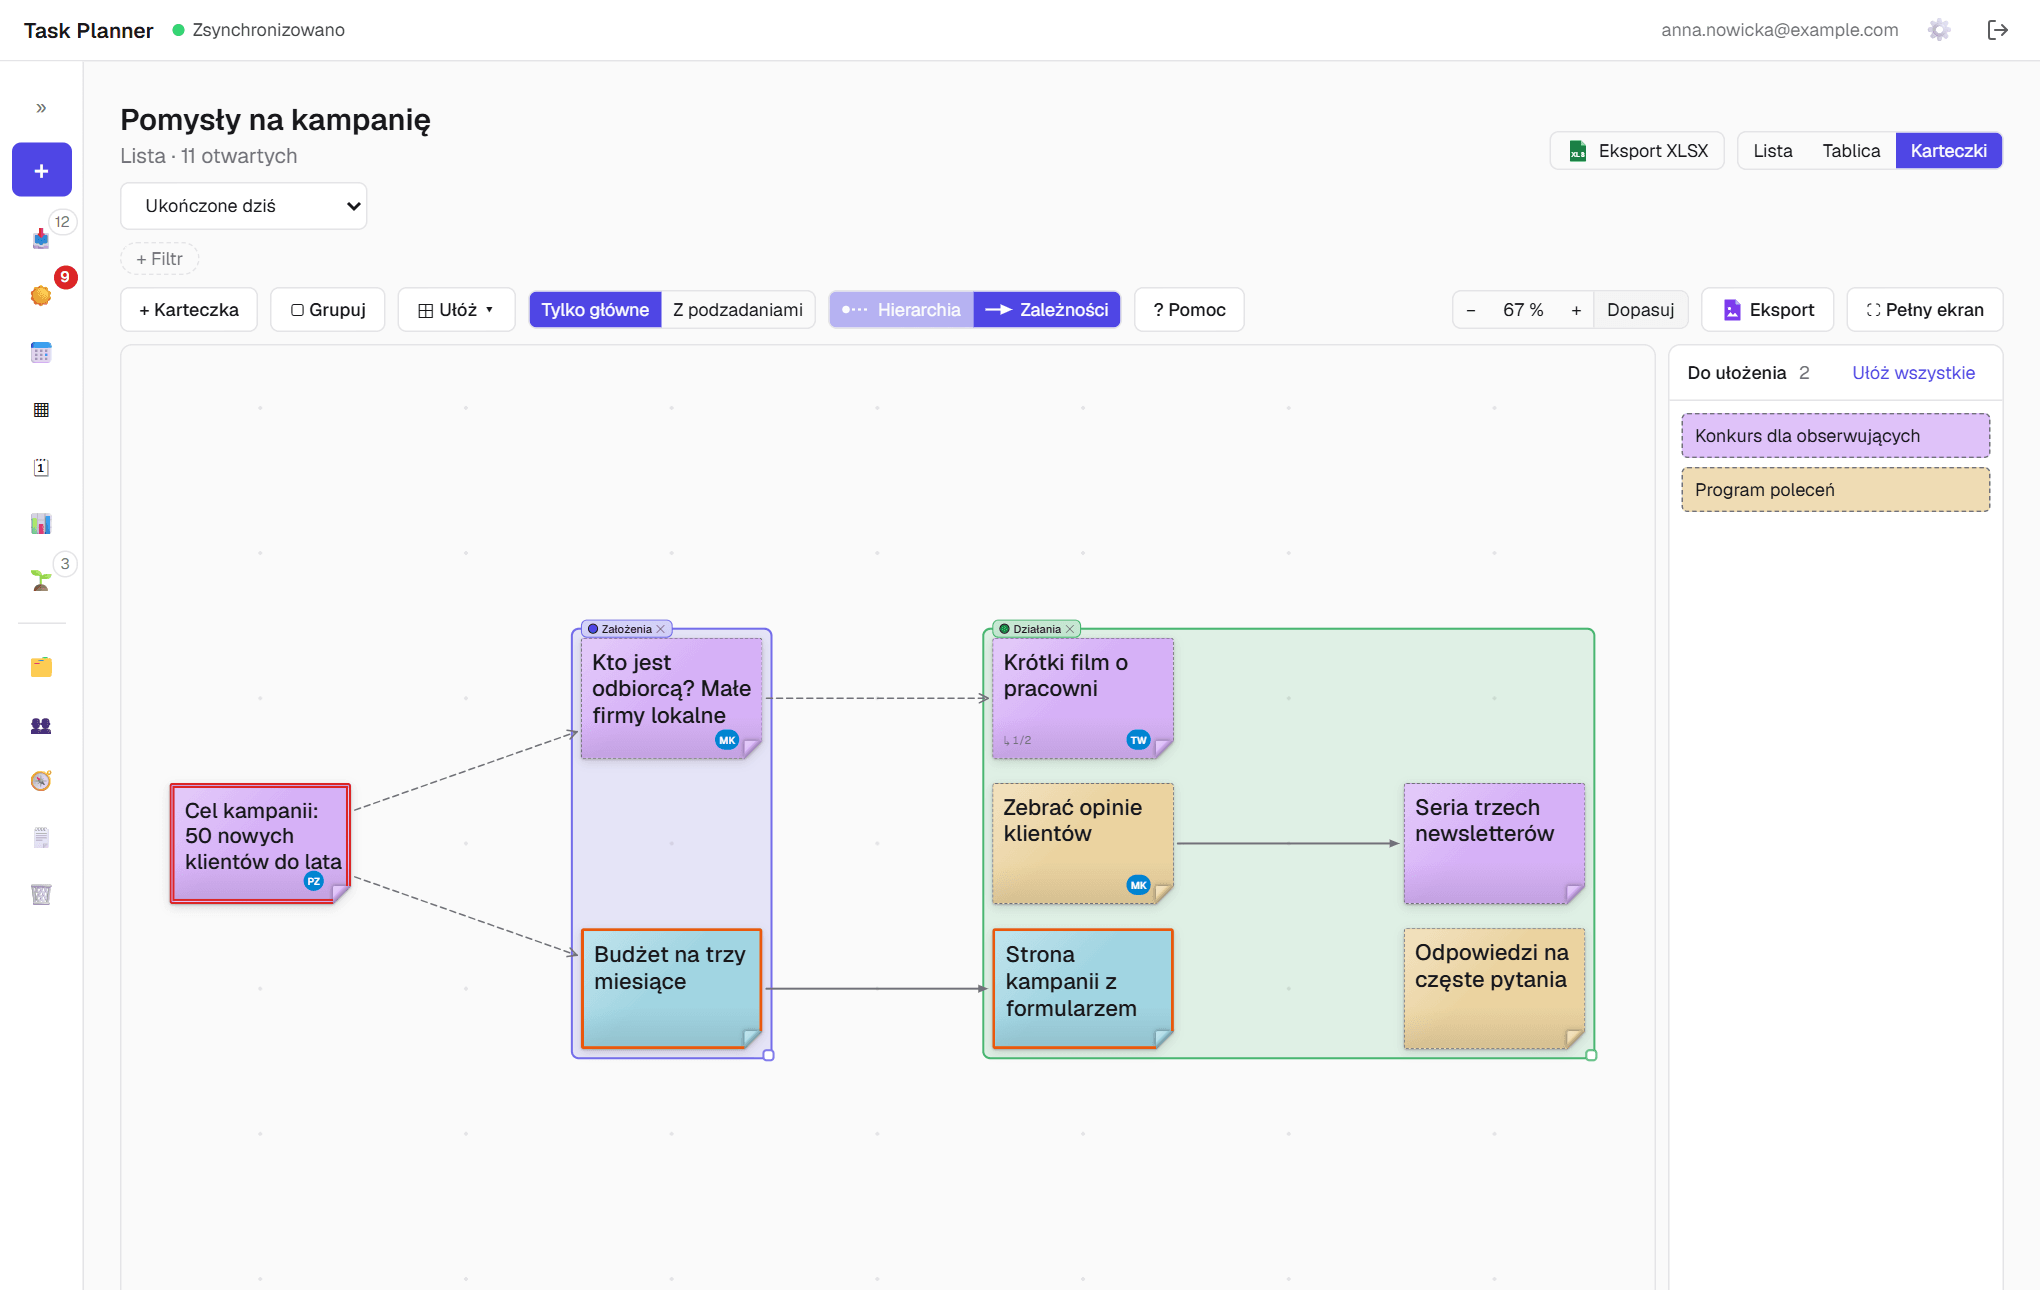 Task Planner
Zsynchronizowano
anna.nowicka@example.com
»
+
12
9
1
3
Pomysły na kampanię
Lista · 11 otwartych
Eksport XLSX
Lista
Tablica
Karteczki
Ukończone dziś
+ Filtr
+ Karteczka
Grupuj
Ułóż
Tylko główne
Z podzadaniami
Hierarchia
Zależności
? Pomoc
− 67 % +
Dopasuj
Eksport
Pełny ekran
Do ułożenia 2
Ułóż wszystkie
Konkurs dla obserwujących
Program poleceń
Cel kampanii:
50 nowych
klientów do lata
PZ
Założenia
Kto jest
odbiorcą? Małe
firmy lokalne
MK
Budżet na trzy
miesiące
Działania
Krótki film o
pracowni
↳ 1/2
TW
Zebrać opinie
klientów
MK
Strona
kampanii z
formularzem
Seria trzech
newsletterów
Odpowiedzi na
częste pytania